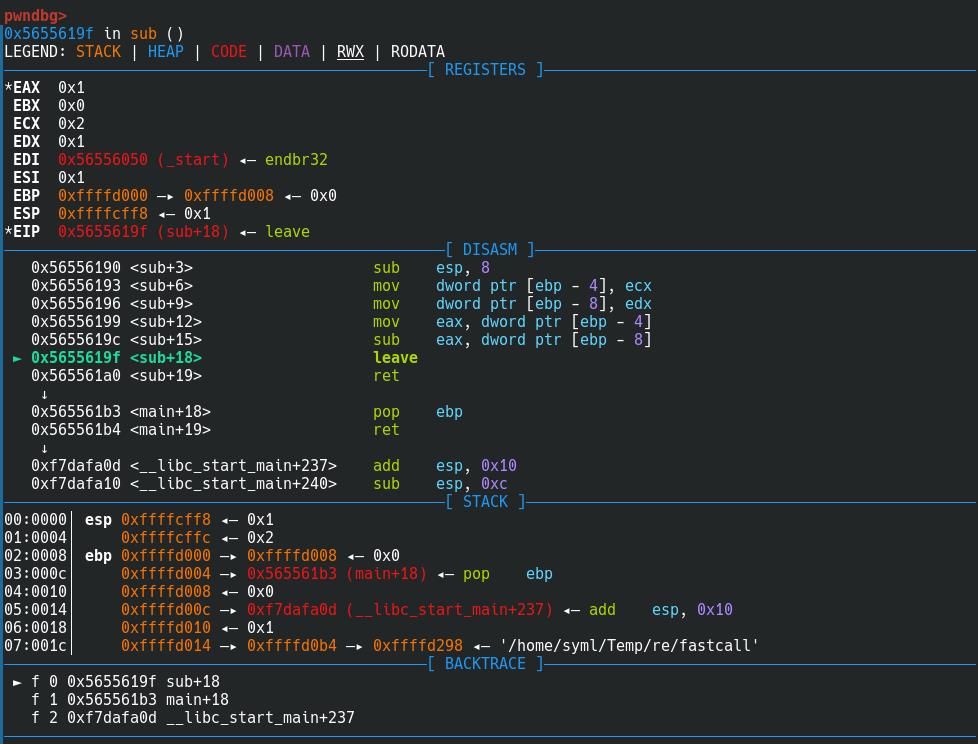 pwndbg>
0x5655619f in sub ()
LEGEND: STACK | HEAP | CODE | DATA | RWX | RODATA
[ REGISTERS ]
*EAX  0x1
 EBX  0x0
 ECX  0x2
 EDX  0x1
 EDI  0x56556050 (_start) ◂— endbr32
 ESI  0x1
 EBP  0xffffd000 —▸ 0xffffd008 ◂— 0x0
 ESP  0xffffcff8 ◂— 0x1
*EIP  0x5655619f (sub+18) ◂— leave
[ DISASM ]
   0x56556190 <sub+3>                    sub    esp, 8
   0x56556193 <sub+6>                    mov    dword ptr [ebp - 4], ecx
   0x56556196 <sub+9>                    mov    dword ptr [ebp - 8], edx
   0x56556199 <sub+12>                   mov    eax, dword ptr [ebp - 4]
   0x5655619c <sub+15>                   sub    eax, dword ptr [ebp - 8]
 ► 0x5655619f <sub+18>                   leave
   0x565561a0 <sub+19>                   ret
    ↓
   0x565561b3 <main+18>                  pop    ebp
   0x565561b4 <main+19>                  ret
    ↓
   0xf7dafa0d <__libc_start_main+237>    add    esp, 0x10
   0xf7dafa10 <__libc_start_main+240>    sub    esp, 0xc
[ STACK ]
00:0000│ esp 0xffffcff8 ◂— 0x1
01:0004│     0xffffcffc ◂— 0x2
02:0008│ ebp 0xffffd000 —▸ 0xffffd008 ◂— 0x0
03:000c│     0xffffd004 —▸ 0x565561b3 (main+18) ◂— pop    ebp
04:0010│     0xffffd008 ◂— 0x0
05:0014│     0xffffd00c —▸ 0xf7dafa0d (__libc_start_main+237) ◂— add    esp, 0x10
06:0018│     0xffffd010 ◂— 0x1
07:001c│     0xffffd014 —▸ 0xffffd0b4 —▸ 0xffffd298 ◂— '/home/syml/Temp/re/fastcall'
[ BACKTRACE ]
 ► f 0 0x5655619f sub+18
   f 1 0x565561b3 main+18
   f 2 0xf7dafa0d __libc_start_main+237